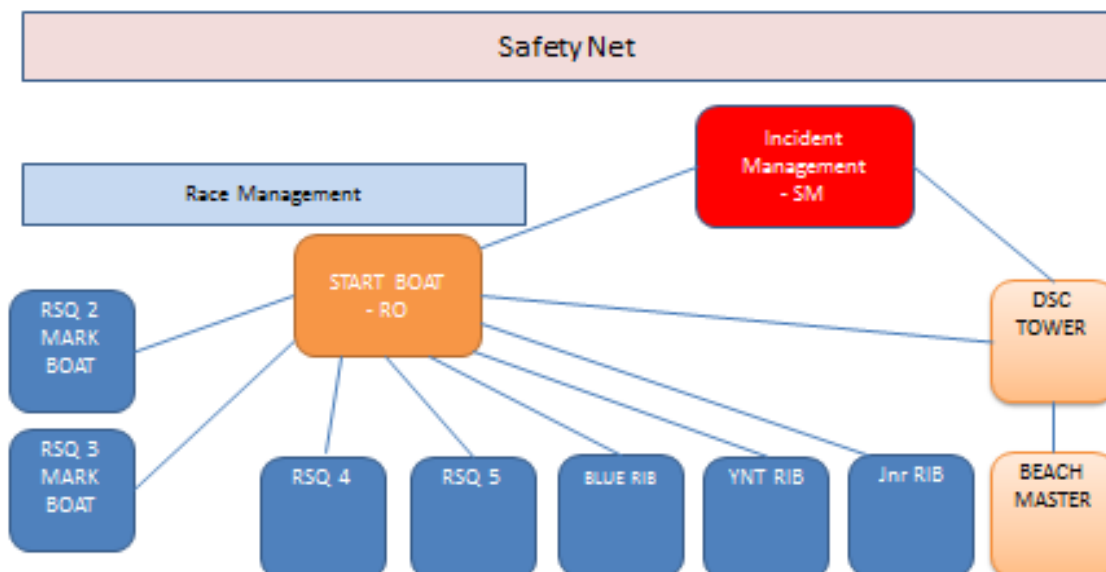 Safety Net
Incident
Management
- SM
Race Management
START BOAT
- RO
RSQ 2
MARK
BOAT
DSC
TOWER
RSQ 3
MARK
BOAT
RSQ 4
RSQ 5
BLUE RIB
YNT RIB
Jnr RIB
BEACH
MASTER